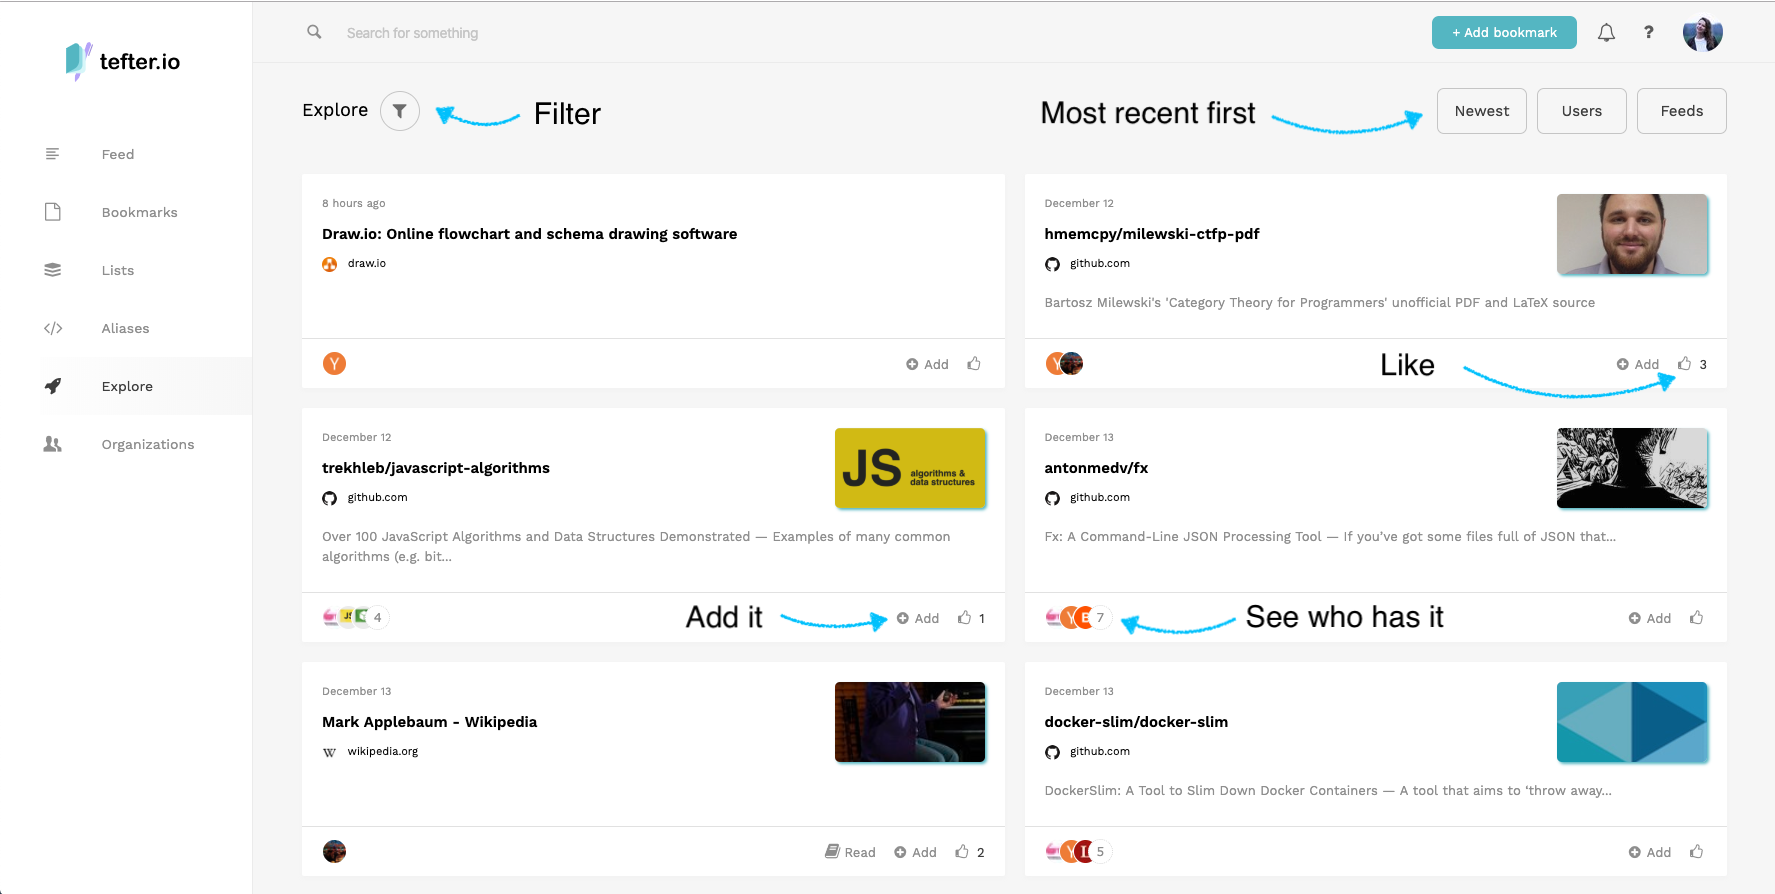 tefter.io
Search for something
+ Add bookmark
?
Explore
Filter
Most recent first
Newest
Users
Feeds
Feed
Bookmarks
Lists
Aliases
Explore
Organizations
8 hours ago
Draw.io: Online flowchart and schema drawing software
draw.io
Y
Add
December 12
hmemcpy/milewski-ctfp-pdf
github.com
Bartosz Milewski's 'Category Theory for Programmers' unofficial PDF and LaTeX source
Y
Like
Add
3
December 12
trekhleb/javascript-algorithms
github.com
JS algorithms &
data structures
Over 100 JavaScript Algorithms and Data Structures Demonstrated — Examples of many common
algorithms (e.g. bit...
JS
4
Add it
Add
1
December 13
antonmedv/fx
github.com
Fx: A Command-Line JSON Processing Tool — If you've got some files full of JSON that...
Y
7
See who has it
Add
December 13
Mark Applebaum - Wikipedia
W wikipedia.org
Read
Add
2
December 13
docker-slim/docker-slim
github.com
DockerSlim: A Tool to Slim Down Docker Containers — A tool that aims to 'throw away...
Y
I
5
Add